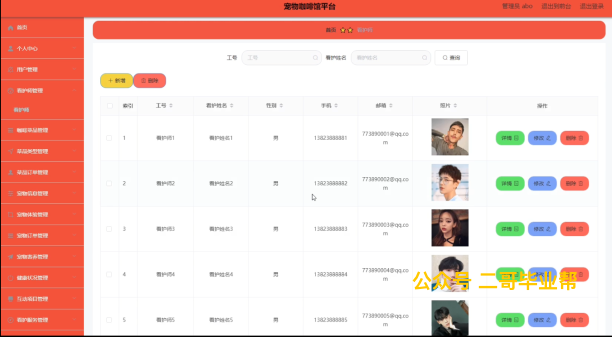 宠物咖啡馆平台
管理员 abo 退出到前台 退出登录
首页
个人中心
用户管理
看护师管理
看护师
咖啡菜品管理
菜品类型管理
菜品订单管理
宠物信息管理
宠物体验管理
宠物订单管理
宠物寄养管理
健康状况管理
互动项目管理
看护服务管理
首页 看护师
工号 工号 看护姓名 看护姓名 查询
+ 新增 删除
索引 工号 看护姓名 性别 手机 邮箱 照片 操作
1 看护师1 看护姓名1 男 13823888881 773890001@qq.com 详情 修改 删除
2 看护师2 看护姓名2 男 13823888882 773890002@qq.com 详情 修改 删除
3 看护师3 看护姓名3 男 13823888883 773890003@qq.com 详情 修改 删除
4 看护师4 看护姓名4 男 13823888884 773890004@qq.com 详情 修改 删除
公众号 二哥毕业帮
5 看护师5 看护姓名5 男 13823888885 773890005@qq.com 详情 修改 删除